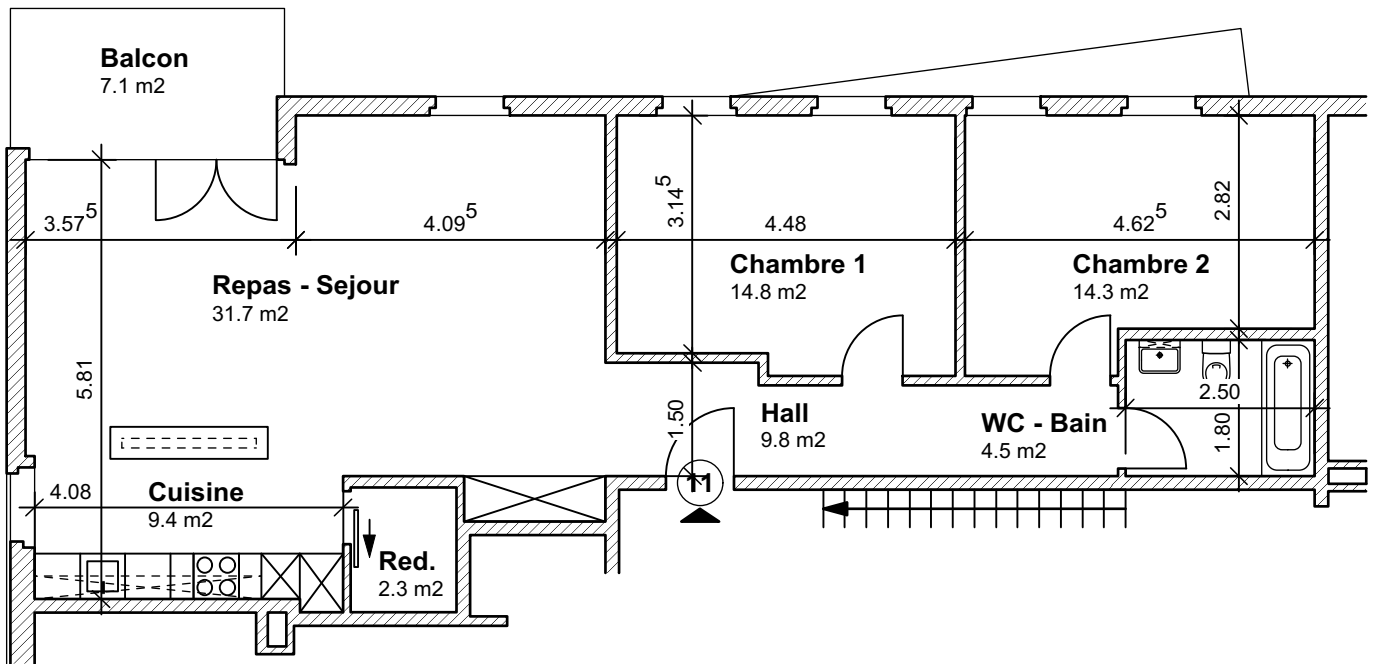 Balcon
7.1 m2
3.57⁵
4.09⁵
3.14⁵
4.48
4.62⁵
2.82
Repas - Sejour
31.7 m2
Chambre 1
14.8 m2
Chambre 2
14.3 m2
5.81
1.50
Hall
9.8 m2
WC - Bain
4.5 m2
2.50
1.80
4.08
Cuisine
9.4 m2
11
Red.
2.3 m2